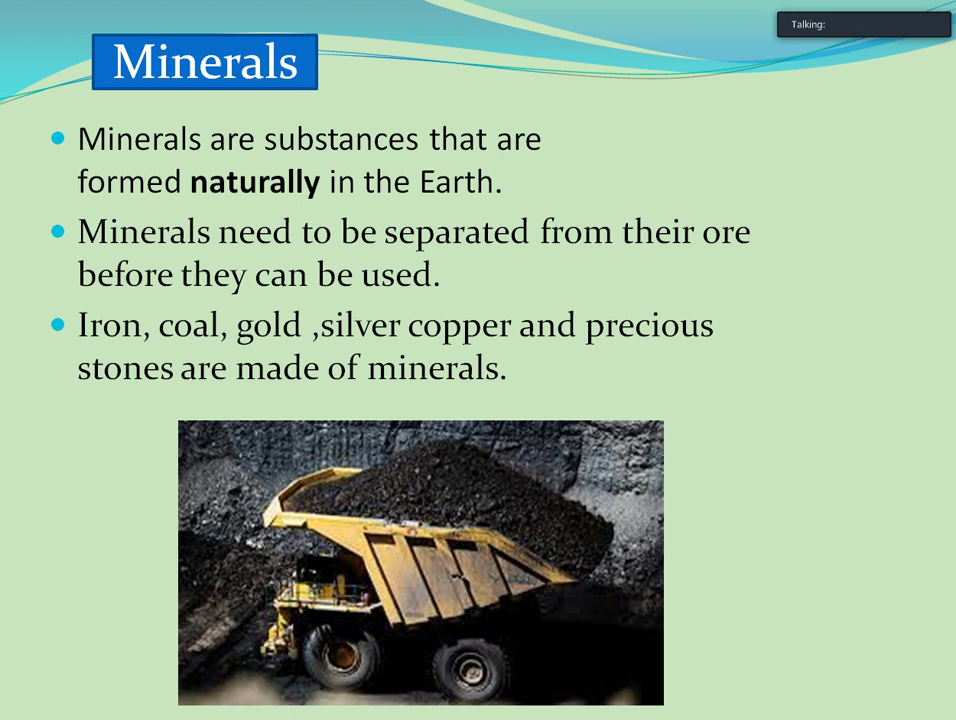 Talking:
Minerals
Minerals are substances that are
formed naturally in the Earth.
Minerals need to be separated from their ore
before they can be used.
Iron, coal, gold ,silver copper and precious
stones are made of minerals.